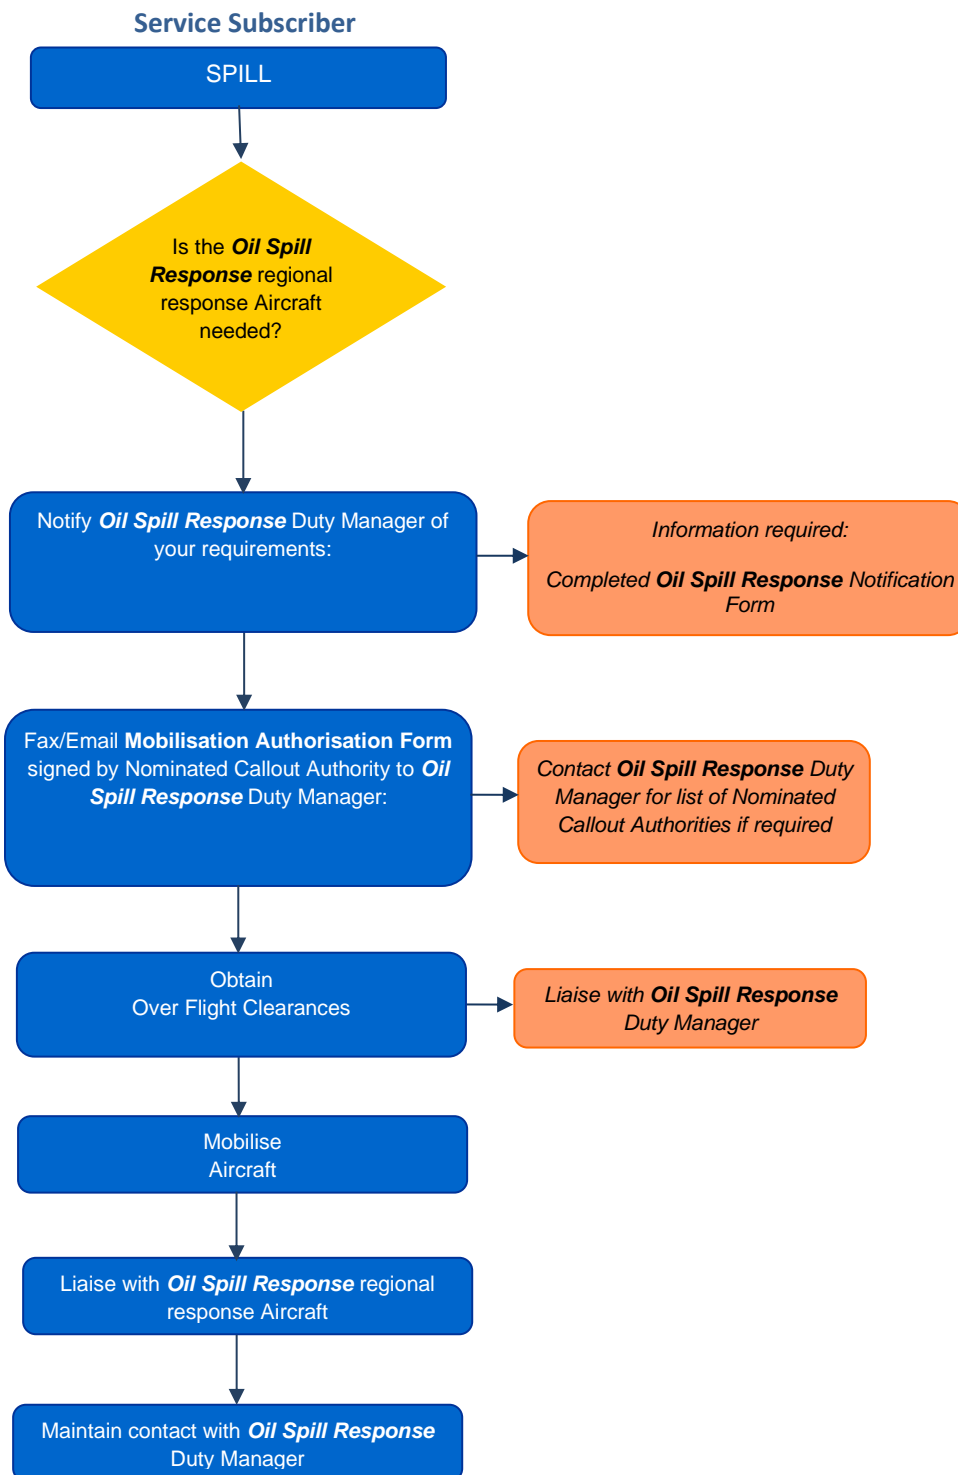 Service Subscriber
SPILL
Is the Oil Spill
Response regional
response Aircraft
needed?
Notify Oil Spill Response Duty Manager of
your requirements:
Information required:
Completed Oil Spill Response Notification
Form
Fax/Email Mobilisation Authorisation Form
signed by Nominated Callout Authority to Oil
Spill Response Duty Manager:
Contact Oil Spill Response Duty
Manager for list of Nominated
Callout Authorities if required
Obtain
Over Flight Clearances
Liaise with Oil Spill Response
Duty Manager
Mobilise
Aircraft
Liaise with Oil Spill Response regional
response Aircraft
Maintain contact with Oil Spill Response
Duty Manager